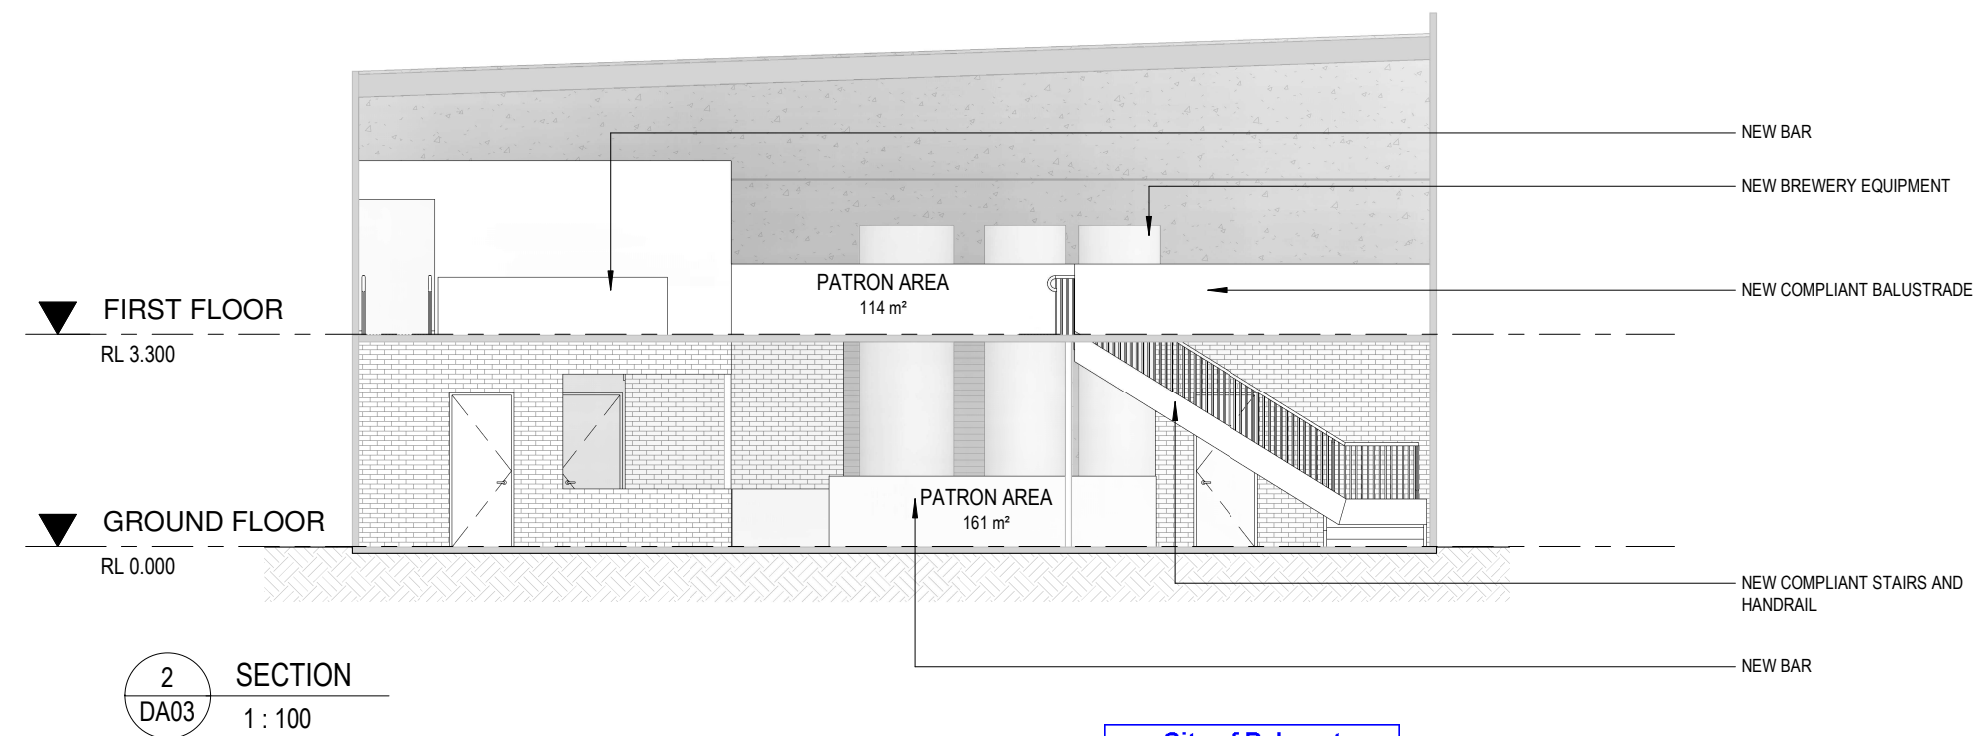 NEW BAR
NEW BREWERY EQUIPMENT
PATRON AREA
114 m²
NEW COMPLIANT BALUSTRADE
FIRST FLOOR
RL 3.300
PATRON AREA
161 m²
GROUND FLOOR
RL 0.000
NEW COMPLIANT STAIRS AND
HANDRAIL
NEW BAR
2
DA03
SECTION
1 : 100
City of